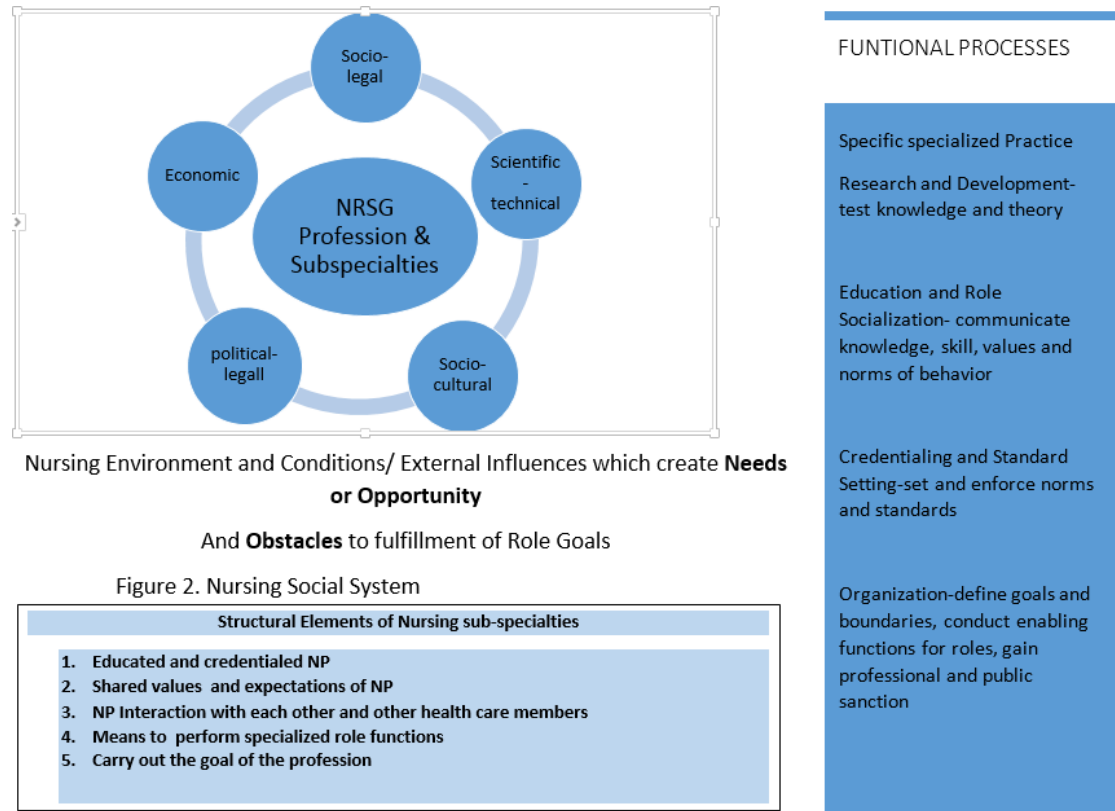 Socio-
legal
Economic
Scientific
-
technical
NRSG
Profession &
Subspecialties
political-
legall
Socio-
cultural
Nursing Environment and Conditions/ External Influences which create Needs
or Opportunity
And Obstacles to fulfillment of Role Goals
Figure 2. Nursing Social System
Structural Elements of Nursing sub-specialties
1. Educated and credentialed NP
2. Shared values and expectations of NP
3. NP Interaction with each other and other health care members
4. Means to perform specialized role functions
5. Carry out the goal of the profession
FUNTIONAL PROCESSES
Specific specialized Practice
Research and Development-
test knowledge and theory
Education and Role
Socialization- communicate
knowledge, skill, values and
norms of behavior
Credentialing and Standard
Setting-set and enforce norms
and standards
Organization-define goals and
boundaries, conduct enabling
functions for roles, gain
professional and public
sanction